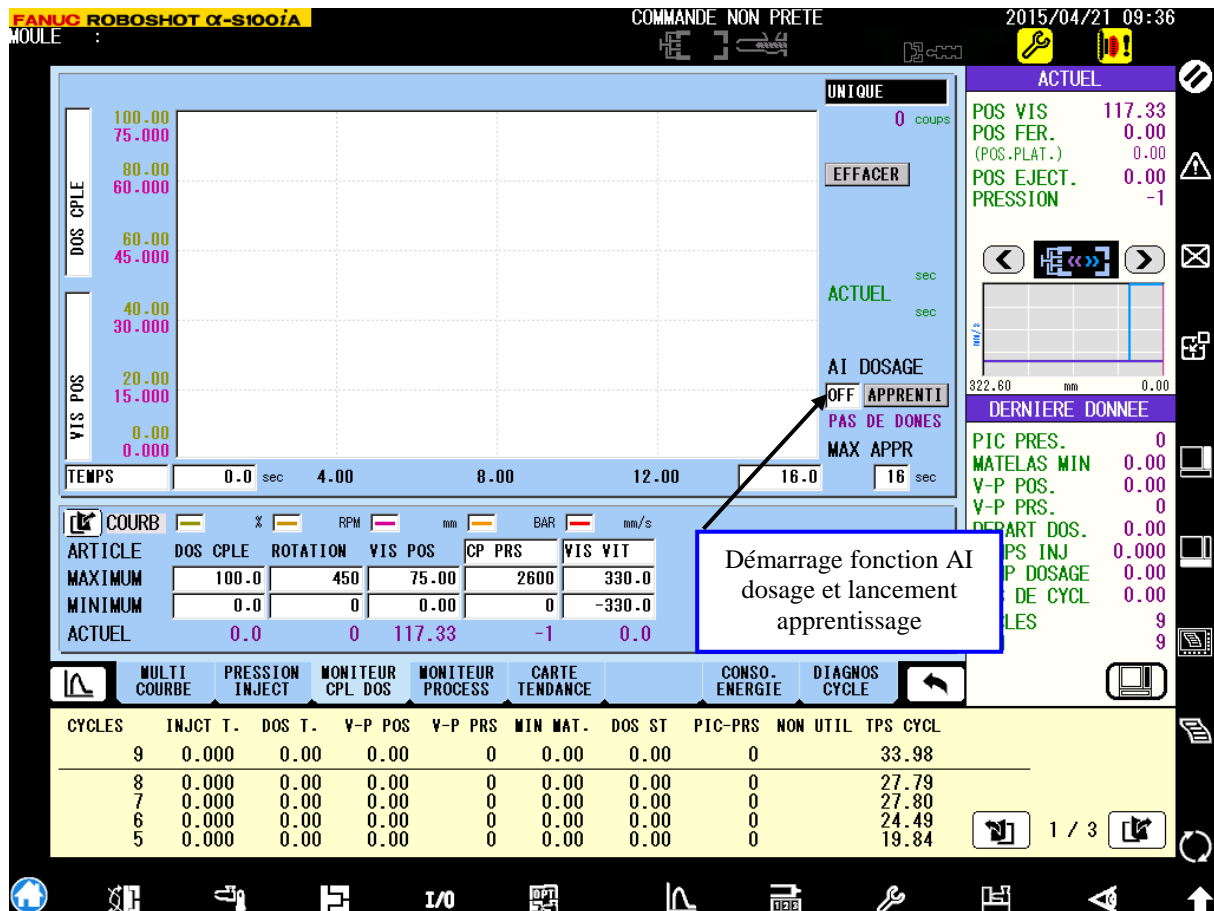 FANUC ROBOSHOT α-S100iA
COMMANDE NON PRETE
2015/04/21 09:36
MOULE :
UNIQUE
0 coups
EFFACER
DOS CPLE
VIS POS
100.00
75.000
80.00
60.000
60.00
45.000
40.00
30.000
20.00
15.000
0.00
0.000
sec
ACTUEL
sec
AI DOSAGE
OFF APPRENTI
PAS DE DONES
MAX APPR
TEMPS 0.0 sec 4.00 8.00 12.00 16.0 16 sec
COURB % RPM mm BAR mm/s
ARTICLE DOS CPLE ROTATION VIS POS CP PRS VIS VIT
MAXIMUM 100.0 450 75.00 2600 330.0
MINIMUM 0.0 0 0.00 0 -330.0
ACTUEL 0.0 0 117.33 -1 0.0
Démarrage fonction AI
dosage et lancement
apprentissage
MULTI COURBE
PRESSION INJECT
MONITEUR CPL DOS
MONITEUR PROCESS
CARTE TENDANCE
CONSO. ENERGIE
DIAGNOS CYCLE
ACTUEL
POS VIS 117.33
POS FER. 0.00
(POS.PLAT.) 0.00
POS EJECT. 0.00
PRESSION -1
mm/s
322.60 mm 0.00
DERNIERE DONNEE
PIC PRES. 0
MATELAS MIN 0.00
V-P POS. 0.00
V-P PRS. 0
DEPART DOS. 0.00
PS INJ 0.000
P DOSAGE 0.00
DE CYCL 0.00
LES 9
9
CYCLES INJCT T. DOS T. V-P POS V-P PRS MIN MAT. DOS ST PIC-PRS NON UTIL TPS CYCL
9 0.000 0.00 0.00 0 0.00 0.00 0 33.98
8 0.000 0.00 0.00 0 0.00 0.00 0 27.79
7 0.000 0.00 0.00 0 0.00 0.00 0 27.80
6 0.000 0.00 0.00 0 0.00 0.00 0 24.49
5 0.000 0.00 0.00 0 0.00 0.00 0 19.84
1 / 3
I/O
OPT
123